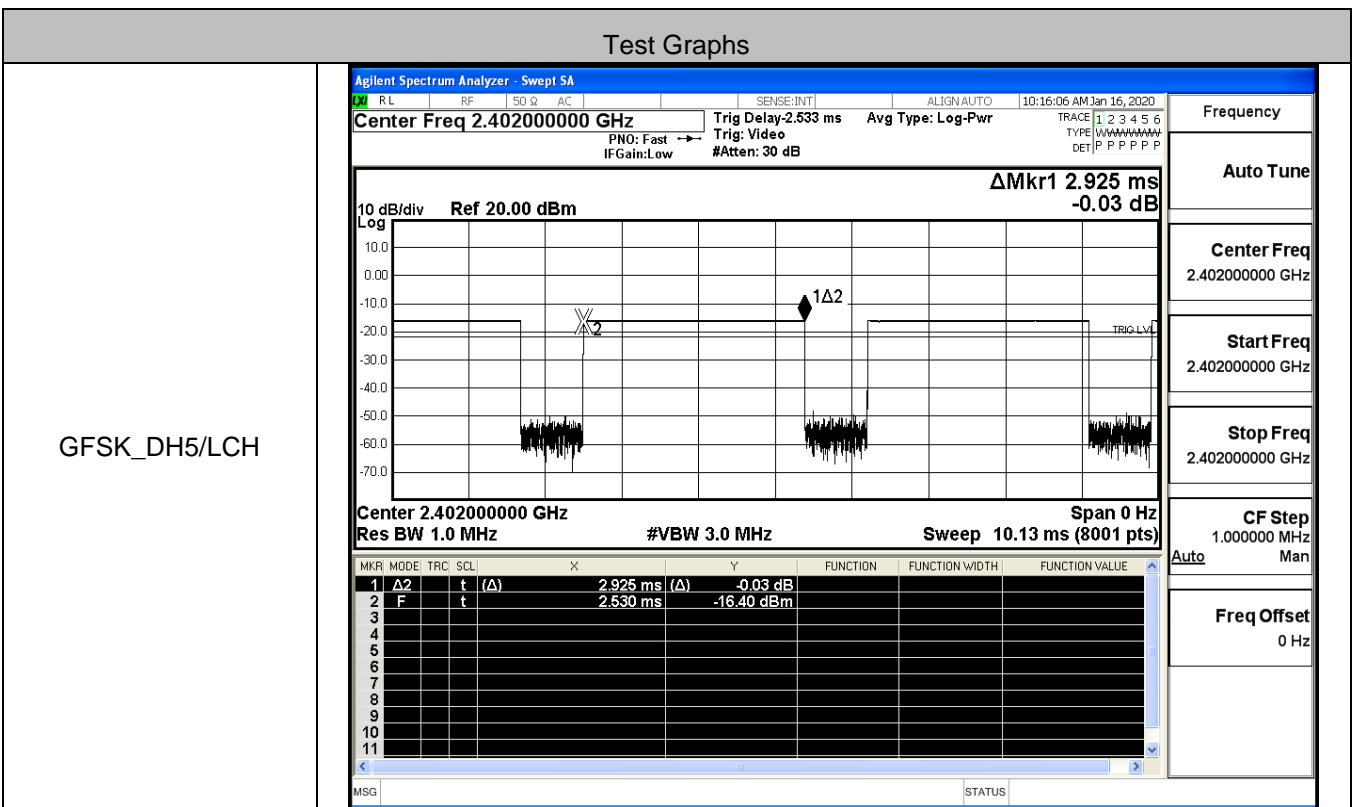 Test Graphs
GFSK_DH5/LCH
Agilent Spectrum Analyzer - Swept SA
LXI RL RF 50 Ω AC SENSE:INT ALIGN AUTO 10:16:06 AM Jan 16, 2020
Center Freq 2.402000000 GHz
PNO: Fast
IFGain:Low
Trig Delay-2.533 ms
Trig: Video
#Atten: 30 dB
Avg Type: Log-Pwr
TRACE 1 2 3 4 5 6
TYPE WWWWWW
DET P P P P P P
ΔMkr1 2.925 ms
-0.03 dB
10 dB/div Ref 20.00 dBm
Log
10.0
0.00
-10.0
-20.0
-30.0
-40.0
-50.0
-60.0
-70.0
1Δ2
2
TRIG LVL
Center 2.402000000 GHz Span 0 Hz
Res BW 1.0 MHz #VBW 3.0 MHz Sweep 10.13 ms (8001 pts)
MKR MODE TRC SCL X Y FUNCTION FUNCTION WIDTH FUNCTION VALUE
1 Δ2 t (Δ) 2.925 ms (Δ) -0.03 dB
2 F t 2.530 ms -16.40 dBm
3
4
5
6
7
8
9
10
11
MSG STATUS
Frequency
Auto Tune
Center Freq
2.402000000 GHz
Start Freq
2.402000000 GHz
Stop Freq
2.402000000 GHz
CF Step
1.000000 MHz
Auto Man
Freq Offset
0 Hz